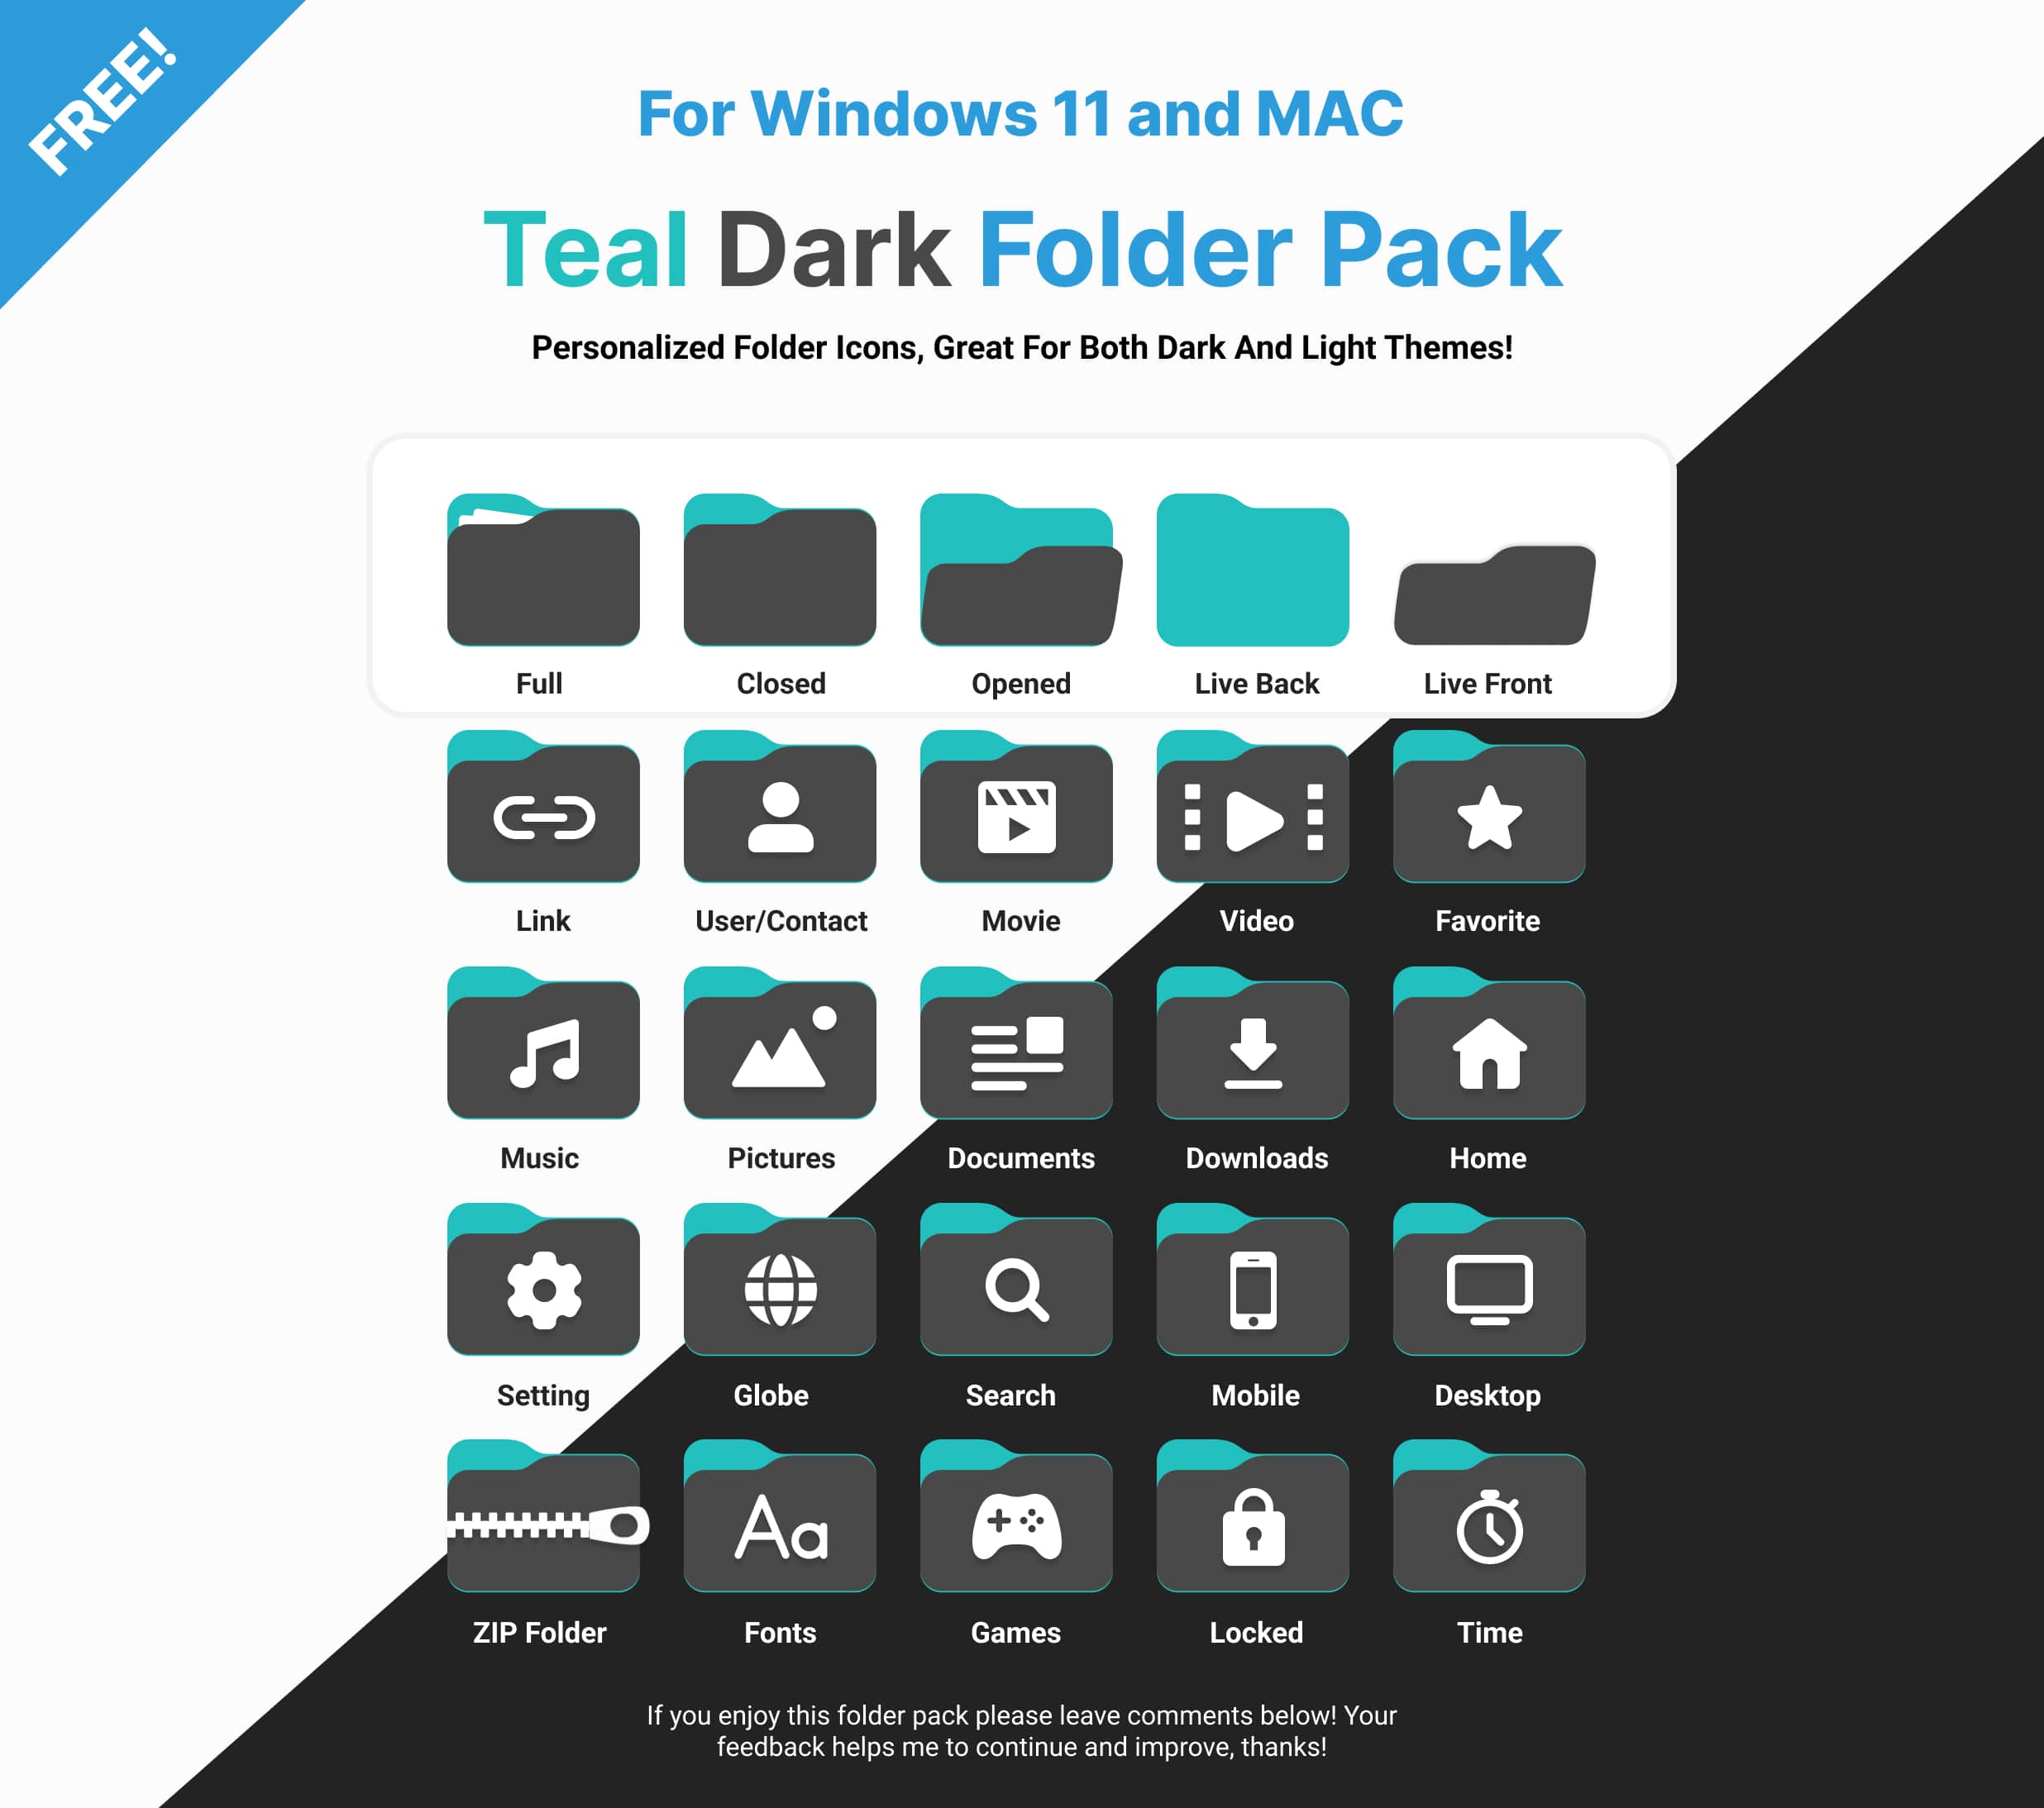 FREE!
For Windows 11 and MAC
Teal Dark Folder Pack
Personalized Folder Icons, Great For Both Dark And Light Themes!
Full
Closed
Opened
Live Back
Live Front
Link
User/Contact
Movie
Video
Favorite
Music
Pictures
Documents
Downloads
Home
Setting
Globe
Search
Mobile
Desktop
Aa
ZIP Folder
Fonts
Games
Locked
Time
If you enjoy this folder pack please leave comments below! Your
feedback helps me to continue and improve, thanks!